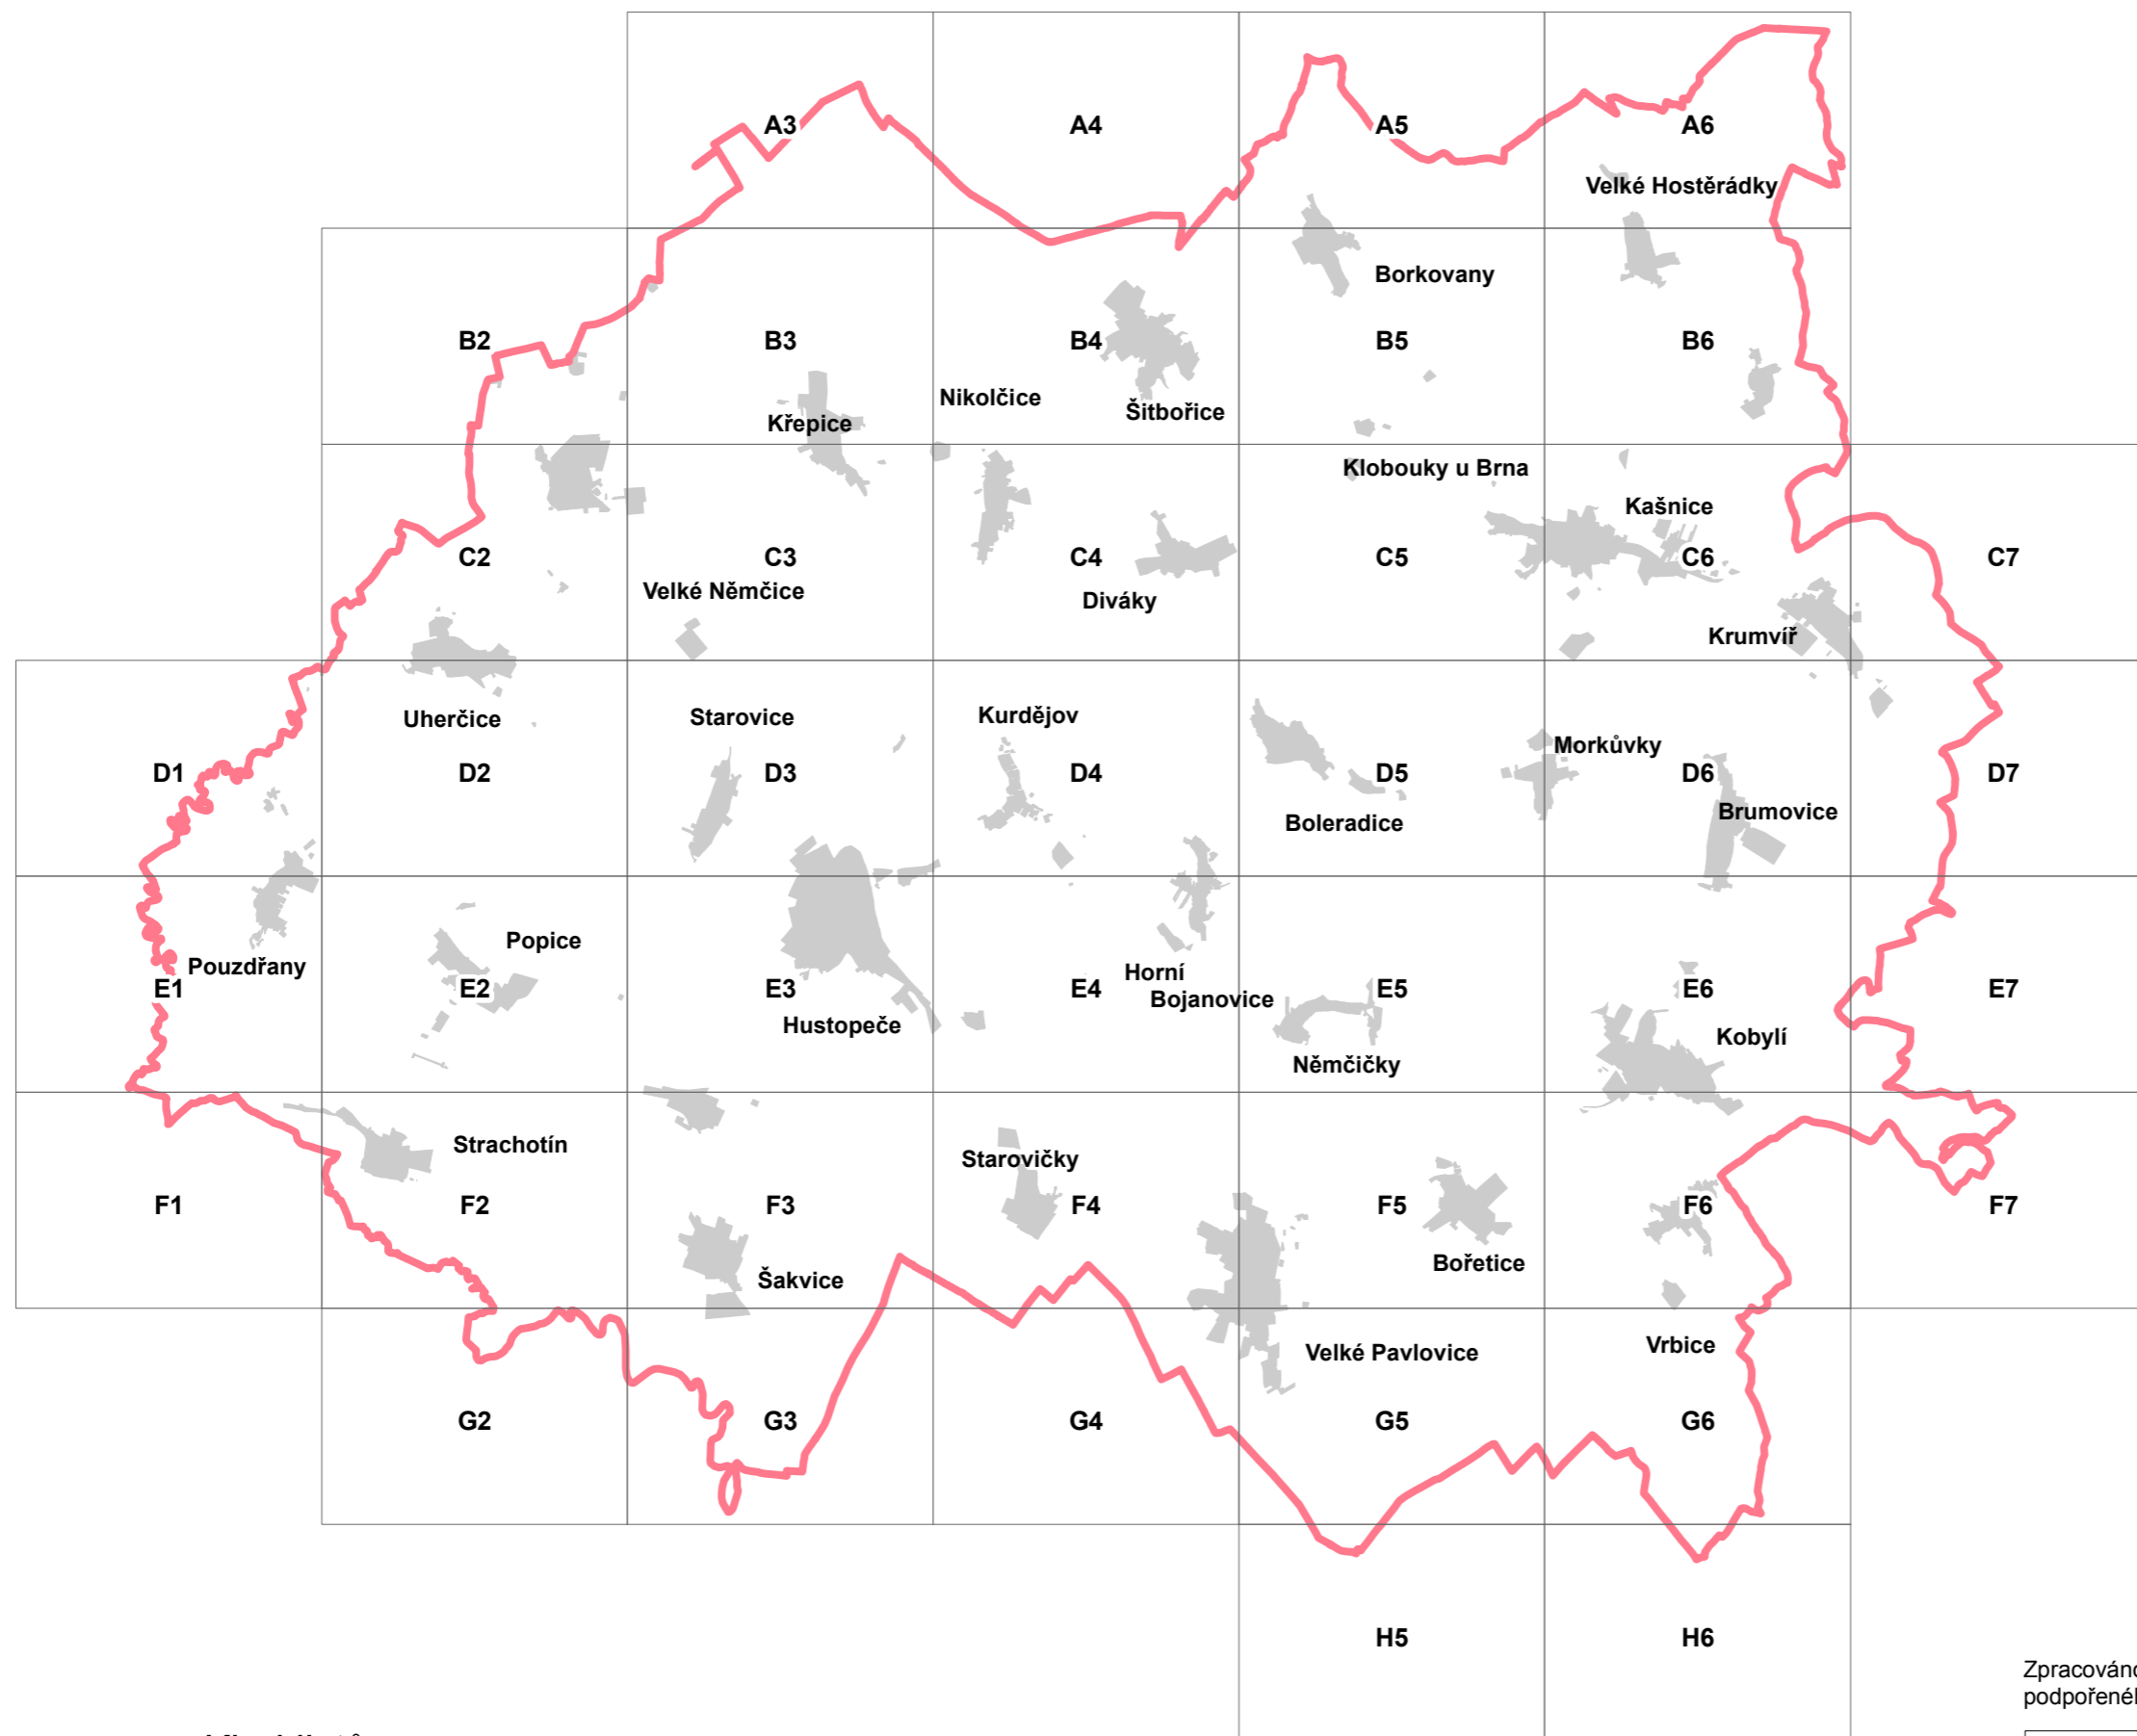 A3
A4
A5
A6
Velké Hostěrádky
Borkovany
B2
B3
B4
B5
B6
Nikolčice
Křepice
Šitbořice
Klobouky u Brna
Kašnice
C2
C3
C4
C5
C6
C7
Velké Němčice
Diváky
Krumvíř
Uherčice
Starovice
Kurdějov
Morkůvky
D1
D2
D3
D4
D5
D6
D7
Brumovice
Boleradice
Popice
Pouzdřany
Horní
Bojanovice
E1
E2
E3
E4
E5
E6
E7
Hustopeče
Kobylí
Němčičky
Strachotín
Starovičky
F1
F2
F3
F4
F5
F6
F7
Bořetice
Šakvice
Velké Pavlovice
Vrbice
G2
G3
G4
G5
G6
H5
H6